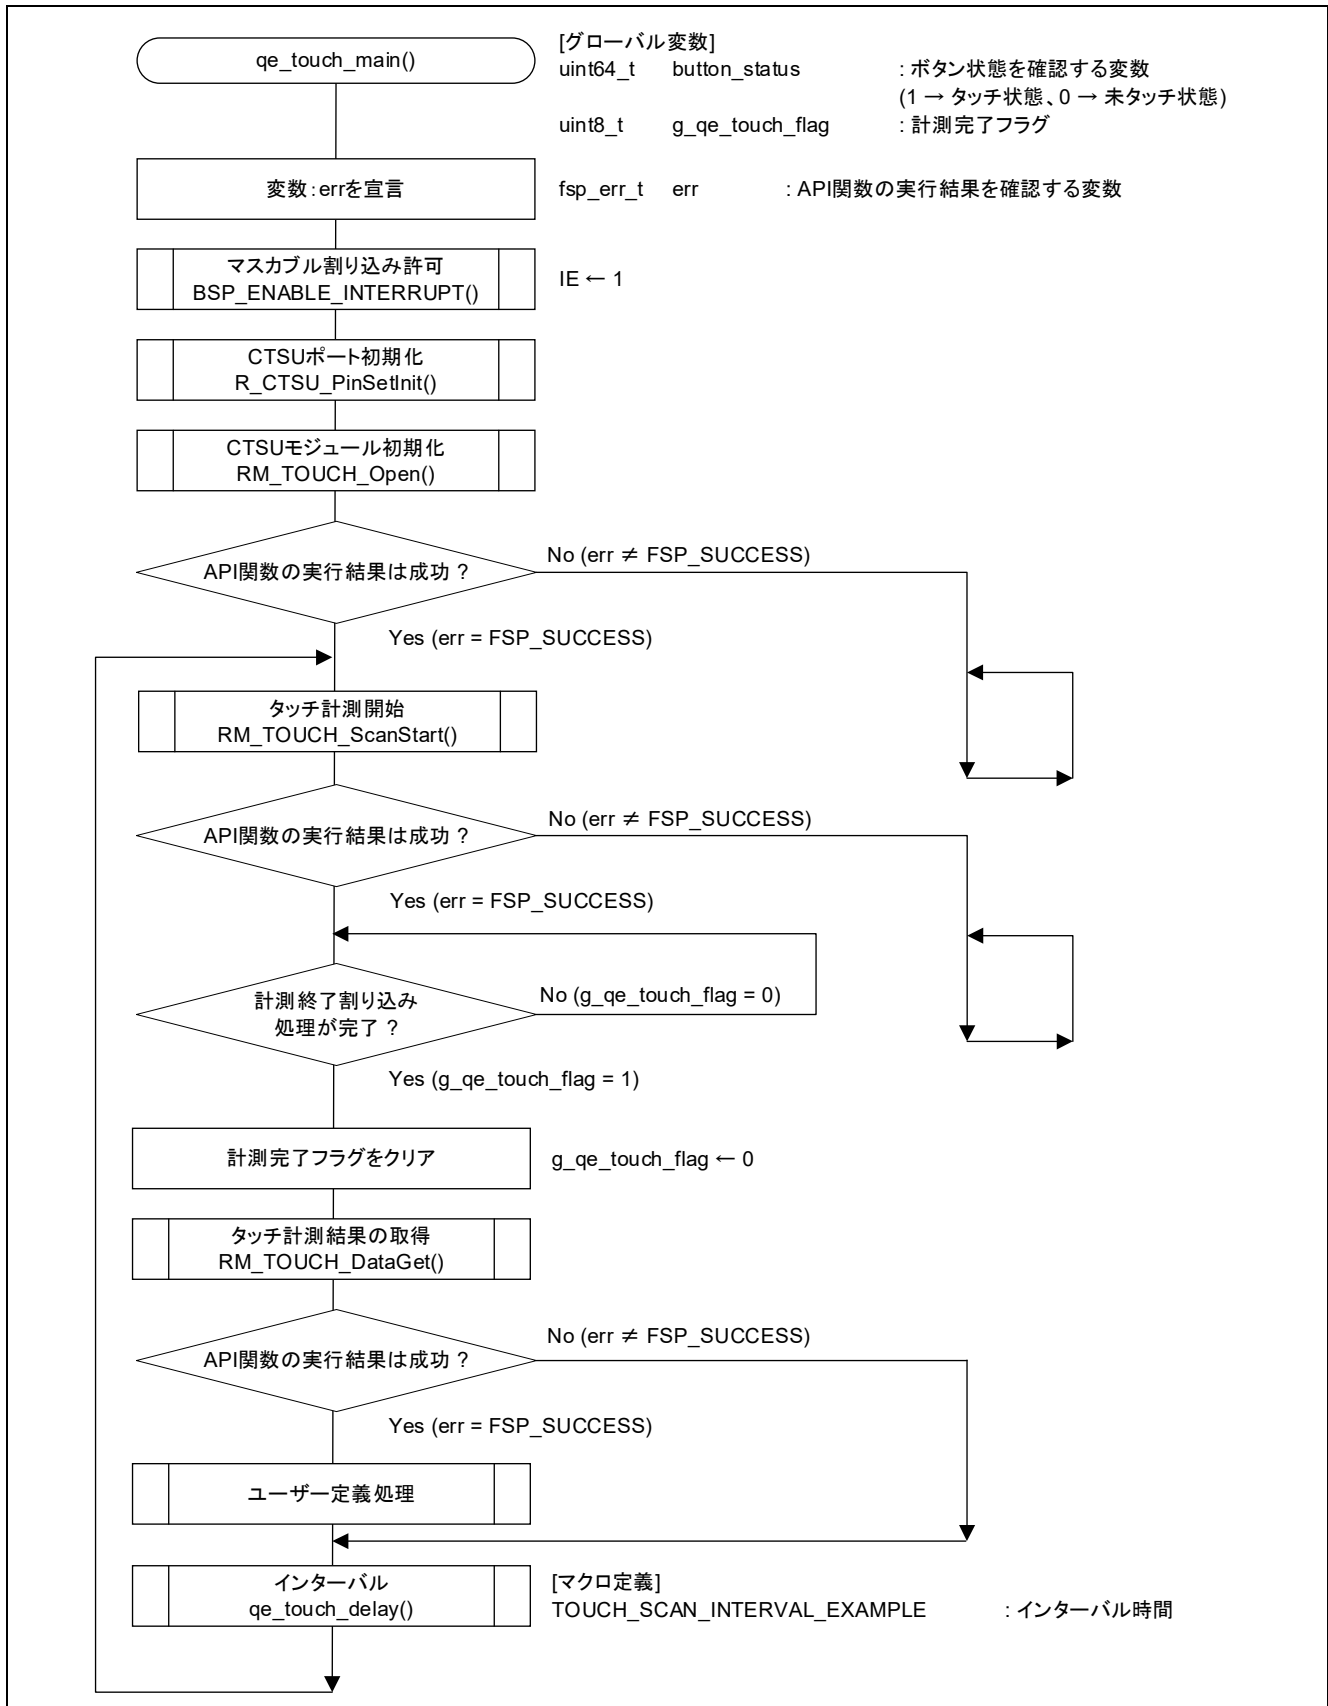 qe_touch_main()
[グローバル変数]
uint64_t button_status : ボタン状態を確認する変数
(1 → タッチ状態、0 → 未タッチ状態)
uint8_t g_qe_touch_flag : 計測完了フラグ
変数：errを宣言
fsp_err_t err : API関数の実行結果を確認する変数
マスカブル割り込み許可
BSP_ENABLE_INTERRUPT()
IE ← 1
CTSUポート初期化
R_CTSU_PinSetInit()
CTSUモジュール初期化
RM_TOUCH_Open()
API関数の実行結果は成功 ?
No (err ≠ FSP_SUCCESS)
Yes (err = FSP_SUCCESS)
タッチ計測開始
RM_TOUCH_ScanStart()
API関数の実行結果は成功 ?
No (err ≠ FSP_SUCCESS)
Yes (err = FSP_SUCCESS)
計測終了割り込み
処理が完了 ?
No (g_qe_touch_flag = 0)
Yes (g_qe_touch_flag = 1)
計測完了フラグをクリア
g_qe_touch_flag ← 0
タッチ計測結果の取得
RM_TOUCH_DataGet()
API関数の実行結果は成功 ?
No (err ≠ FSP_SUCCESS)
Yes (err = FSP_SUCCESS)
ユーザー定義処理
インターバル
qe_touch_delay()
[マクロ定義]
TOUCH_SCAN_INTERVAL_EXAMPLE : インターバル時間